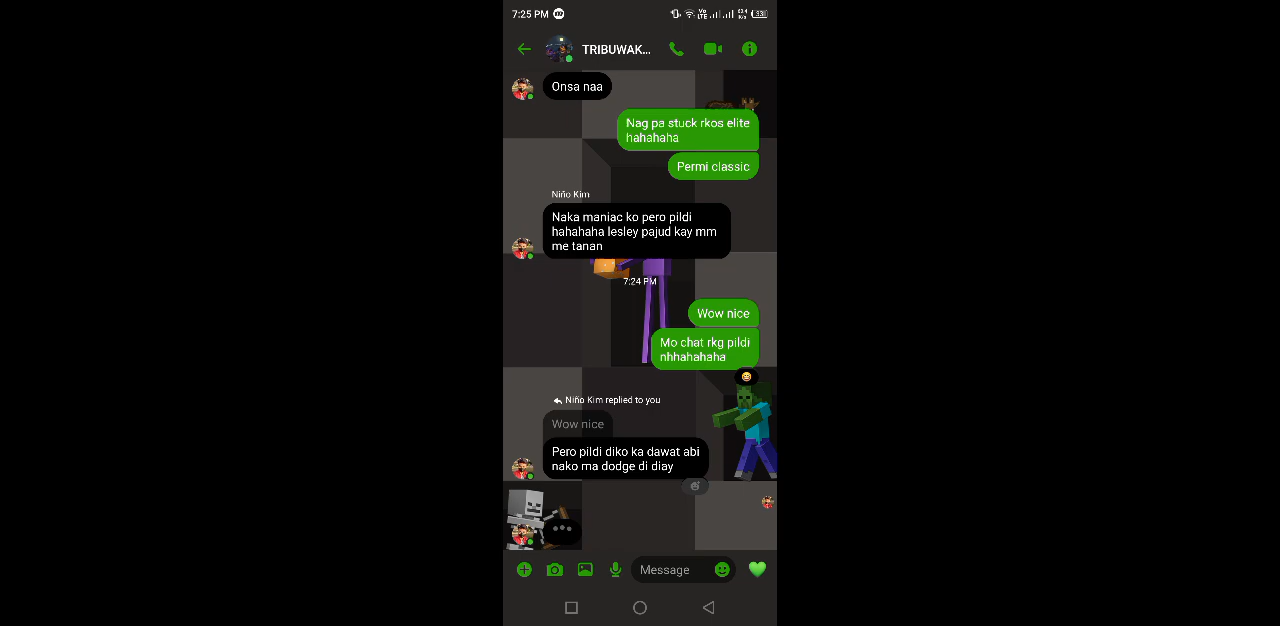 7:25 PM
Vo
LTE
33
TRIBUWAK...
Onsa naa
Nag pa stuck rkos elite
hahahaha
Permi classic
Niño Kim
Naka maniac ko pero pildi
hahahaha lesley pajud kay mm
me tanan
7:24 PM
Wow nice
Mo chat rkg pildi
nhhahahaha
Niño Kim replied to you
Wow nice
Pero pildi diko ka dawat abi
nako ma dodge di diay
Message